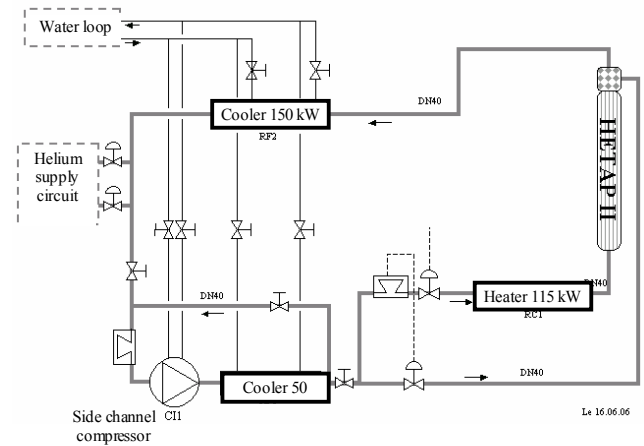 Water loop
DN40
Cooler 150 kW
RF2
HETAP II
Helium
supply
circuit
DN40
DN40
Heater 115 kW
RC1
Cooler 50
DN40
CI1
Side channel
compressor
Le 16.06.06